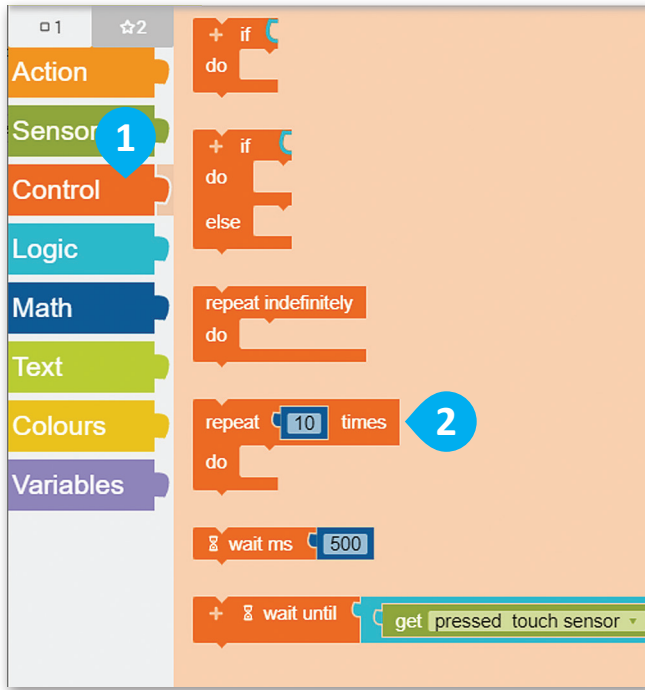 1
2
Action
Sensor
1
Control
Logic
Math
Text
Colours
Variables
+ if
do
+ if
do
else
repeat indefinitely
do
repeat 10 times
2
do
wait ms 500
+ wait until get pressed touch sensor